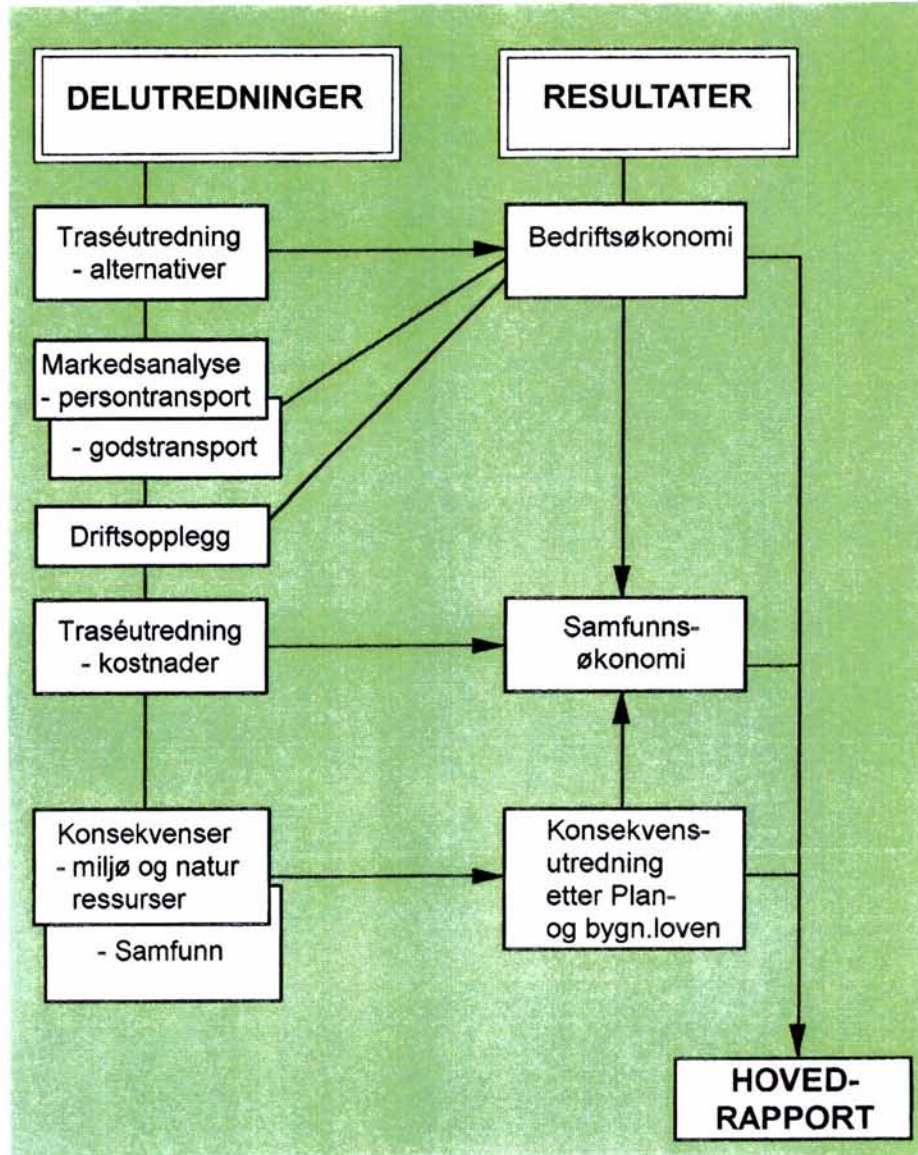 DELUTREDNINGER
RESULTATER
Traséutredning
- alternativer
Bedriftsøkonomi
Markedsanalyse
- persontransport
- godstransport
Driftsopplegg
Traséutredning
- kostnader
Samfunns-
økonomi
Konsekvenser
- miljø og natur
ressurser
- Samfunn
Konsekvens-
utredning
etter Plan-
og bygn.loven
HOVED-
RAPPORT